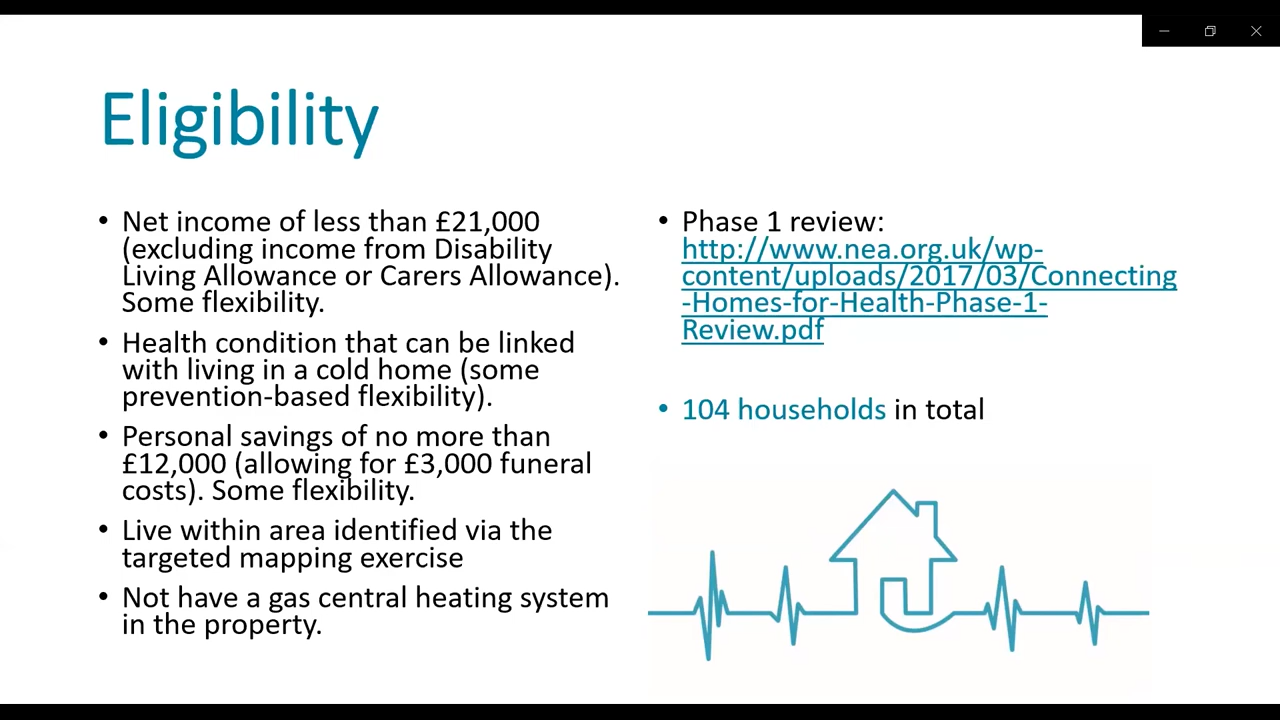 Eligibility
• Net income of less than £21,000
(excluding income from Disability
Living Allowance or Carers Allowance).
Some flexibility.
• Health condition that can be linked
with living in a cold home (some
prevention-based flexibility).
• Personal savings of no more than
£12,000 (allowing for £3,000 funeral
costs). Some flexibility.
• Live within area identified via the
targeted mapping exercise
• Not have a gas central heating system
in the property.
• Phase 1 review:
http://www.nea.org.uk/wp-
content/uploads/2017/03/Connecting
-Homes-for-Health-Phase-1-
Review.pdf
• 104 households in total